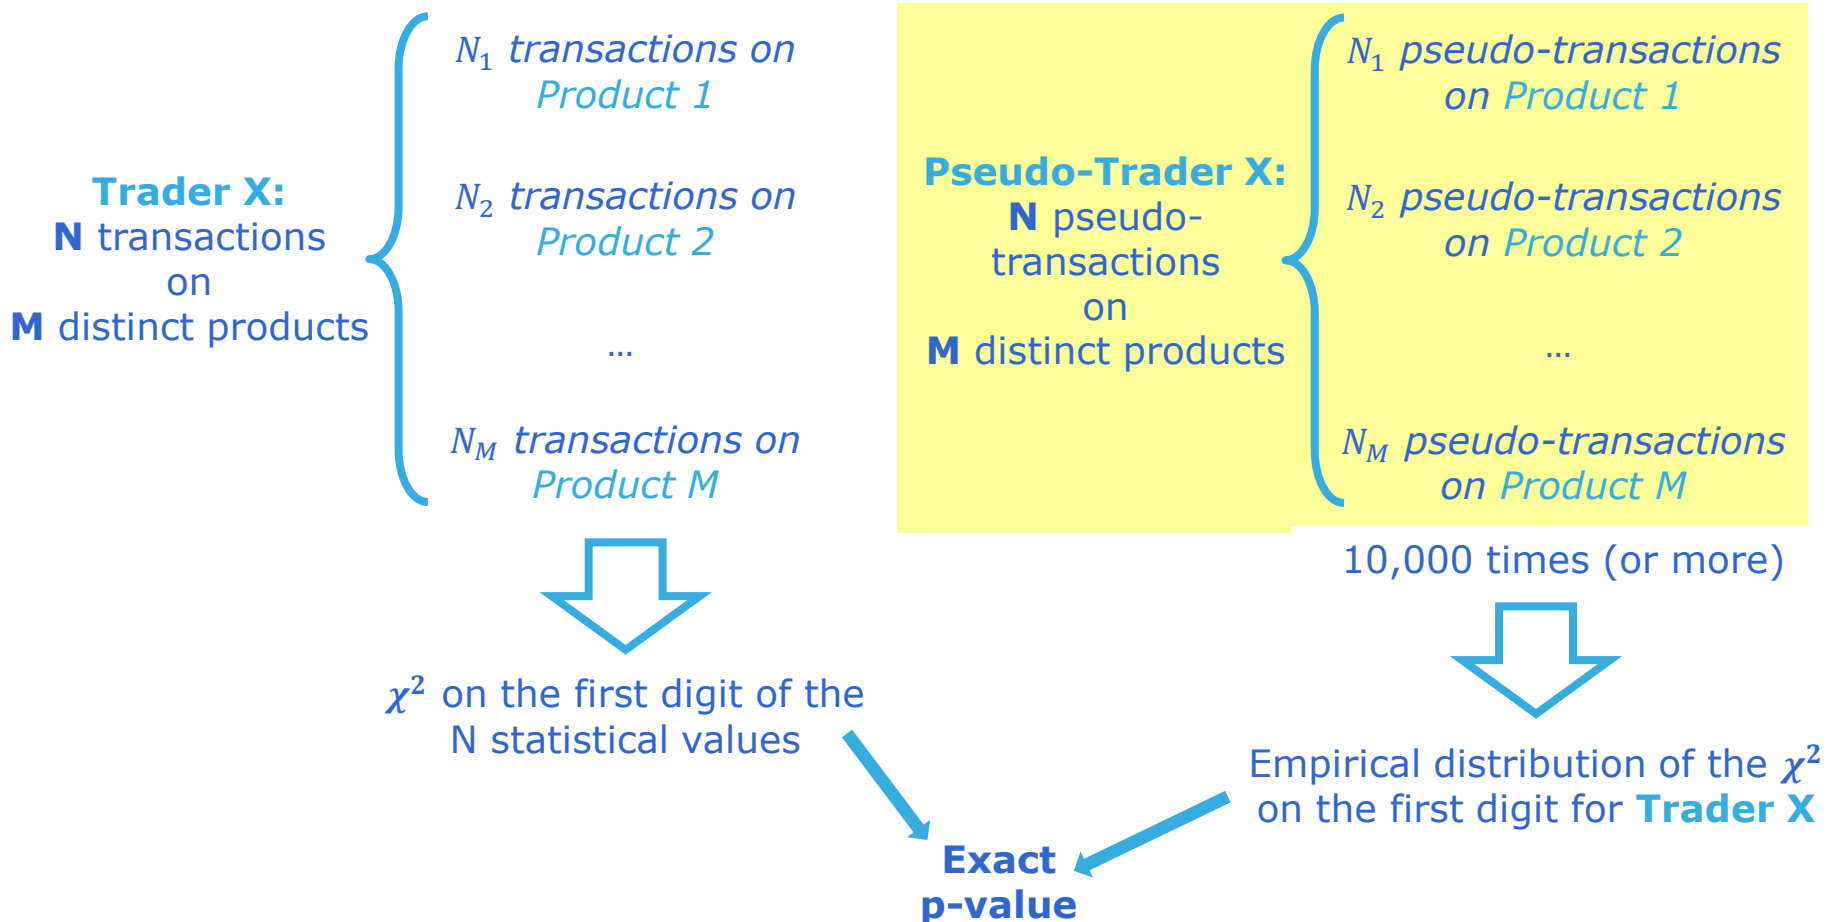 Trader X:
N transactions
on
M distinct products
N₁ transactions on
Product 1
N₂ transactions on
Product 2
...
N_M transactions on
Product M
χ² on the first digit of the
N statistical values
Pseudo-Trader X:
N pseudo-
transactions
on
M distinct products
N₁ pseudo-transactions
on Product 1
N₂ pseudo-transactions
on Product 2
...
N_M pseudo-transactions
on Product M
10,000 times (or more)
Empirical distribution of the χ²
on the first digit for Trader X
Exact
p-value